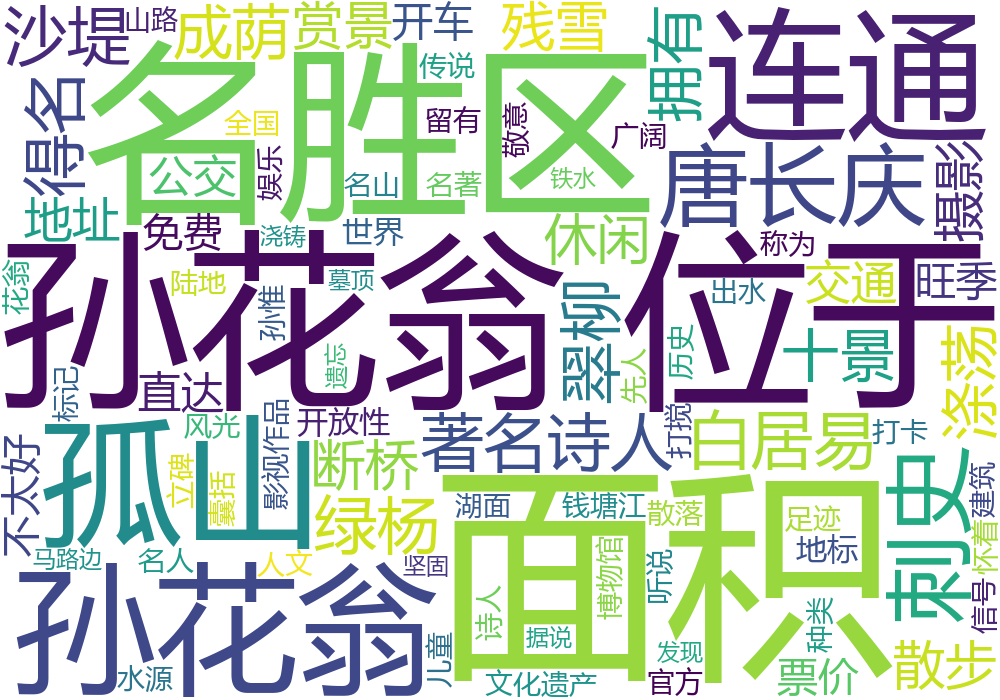 沙堤
山路
成荫
赏景
开车
残雪
拥有
连通
名胜区
传说
得名
全国
留有
敬意
广阔
公交
娱乐
名山
名著
铁水
唐长庆
摄影
地址
免费
浇铸
世界
休闲
称为
花翁
孙花翁
位于
陆地
墓顶
孙惟
出水
交通
旺季
翠柳
历史
十景
遗忘
先人
涤荡
标记
直达
风光
影视作品
开放性
著名诗人
打搅
白居易
打卡
不太好
孤山
立碑
囊括
断桥
绿杨
面积
湖面
钱塘江
散落
足迹
地标
刺史
建筑
怀着
马路边
名人
人文
坚固
孙花翁
诗人
博物馆
听说
信号
据说
种类
水源
儿童
文化遗产
官方
发现
票价
散步